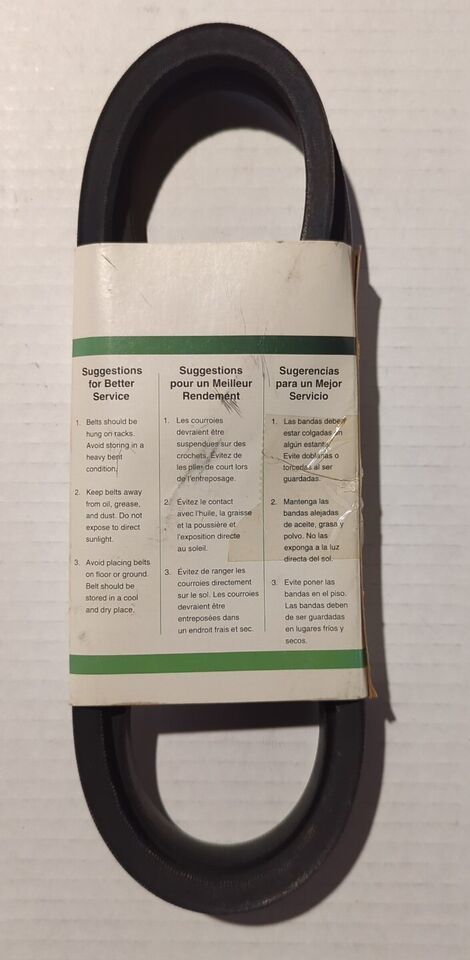 Suggestions
for Better
Service
1. Belts should be
hung on racks.
Avoid storing in a
heavy bent
condition.
2. Keep belts away
from oil, grease,
and dust. Do not
expose to direct
sunlight.
3. Avoid placing belts
on floor or ground.
Belt should be
stored in a cool
and dry place.
Suggestions
pour un Meilleur
Rendement
1. Les courroies
devraient être
suspendues sur des
crochets. Évitez de
les plier de court lors
de l'entreposage.
2. Évitez le contact
avec l'huile, la graisse
et la poussière et
l'exposition directe
au soleil.
3. Évitez de ranger les
courroies directement
sur le sol. Les courroies
devraient être
entreposées dans
un endroit frais et sec.
Sugerencías
para un Mejor
Servicio
1. Las bandas deben
estar colgadas en
algún estante.
Evite doblarlas o
torcerlas al ser
guardadas.
2. Mantenga las
bandas alejadas
de aceite, grasa y
polvo. No las
exponga a la luz
directa del sol.
3. Evite poner las
bandas en el piso.
Las bandas deben
de ser guardadas
en lugares fríos y
secos.